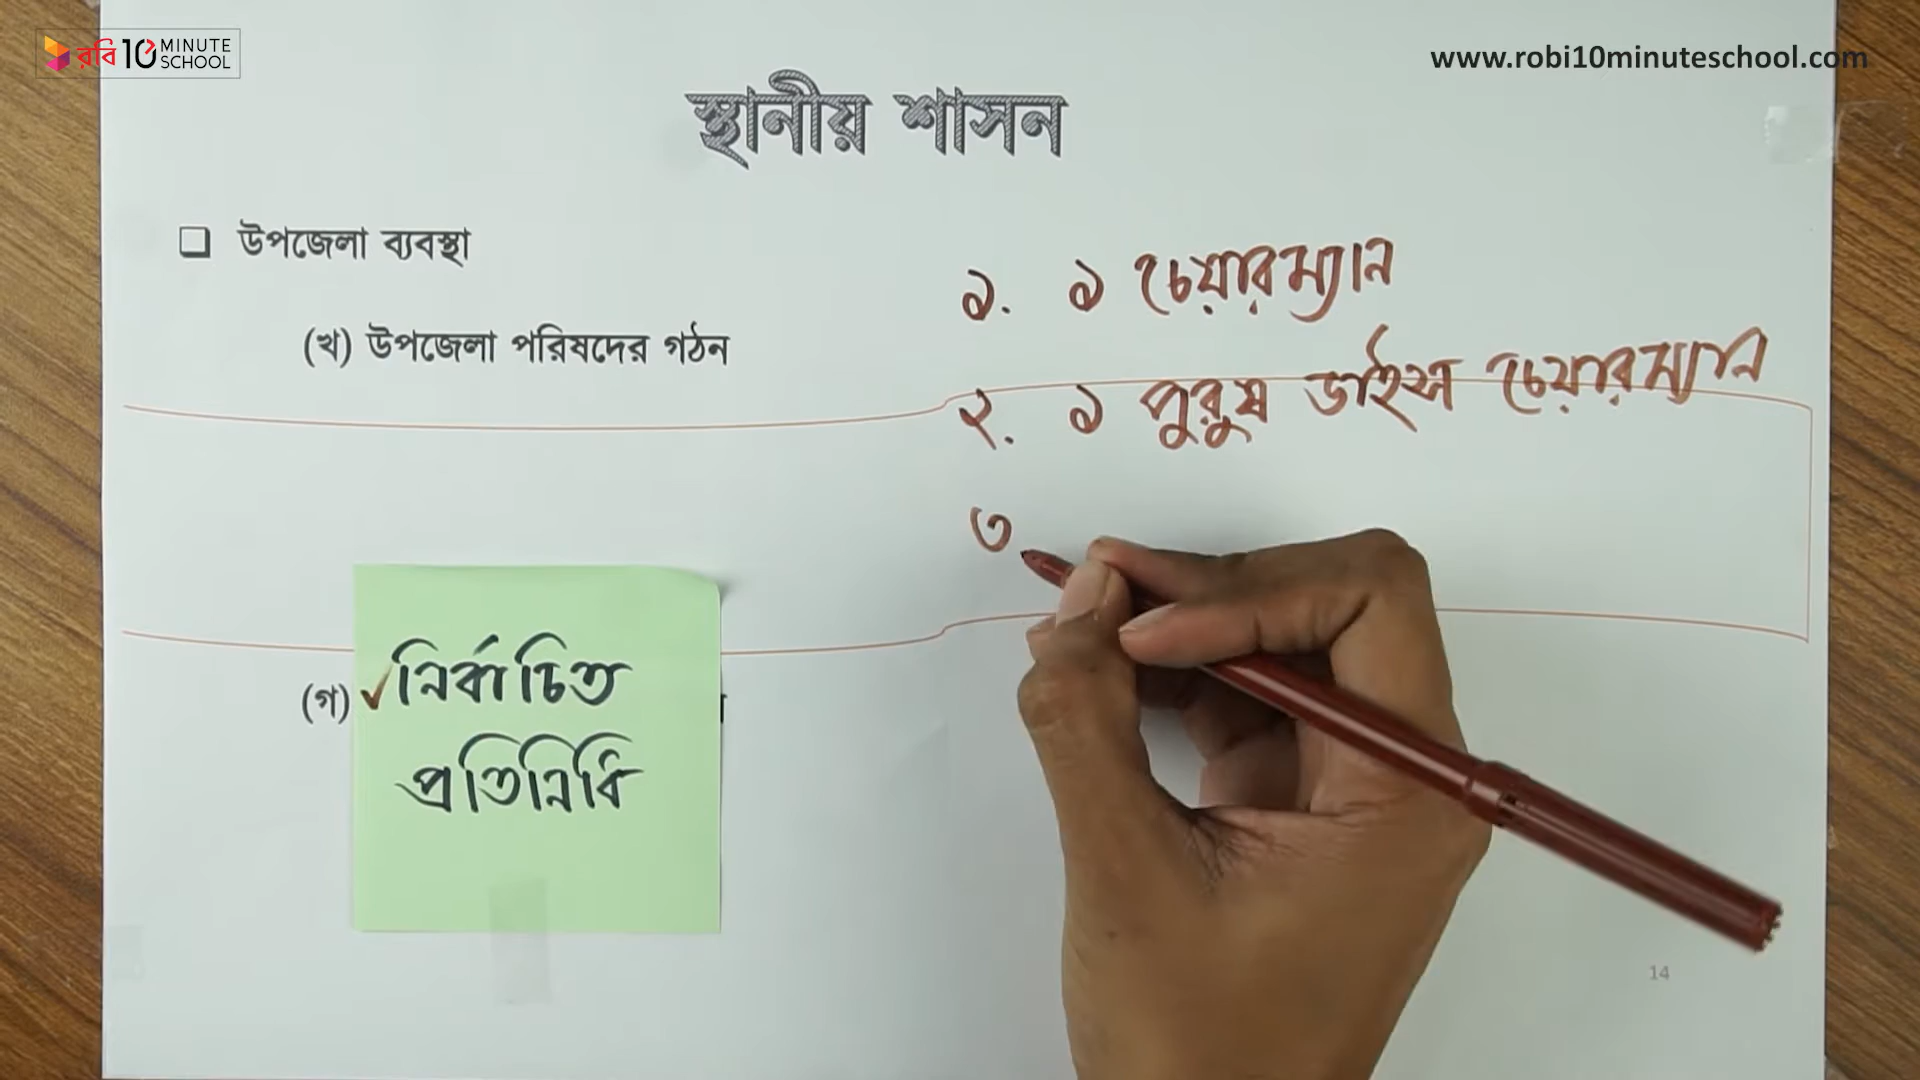 রবি 10 MINUTE SCHOOL
www.robi10minuteschool.com
স্থানীয় শাসন
❑ উপজেলা ব্যবস্থা
(খ) উপজেলা পরিষদের গঠন
১. ১ চেয়ারম্যান
২. ১ পুরুষ ভাইস চেয়ারম্যান
৩
(গ)
✓নির্বাচিত
প্রতিনিধি
14